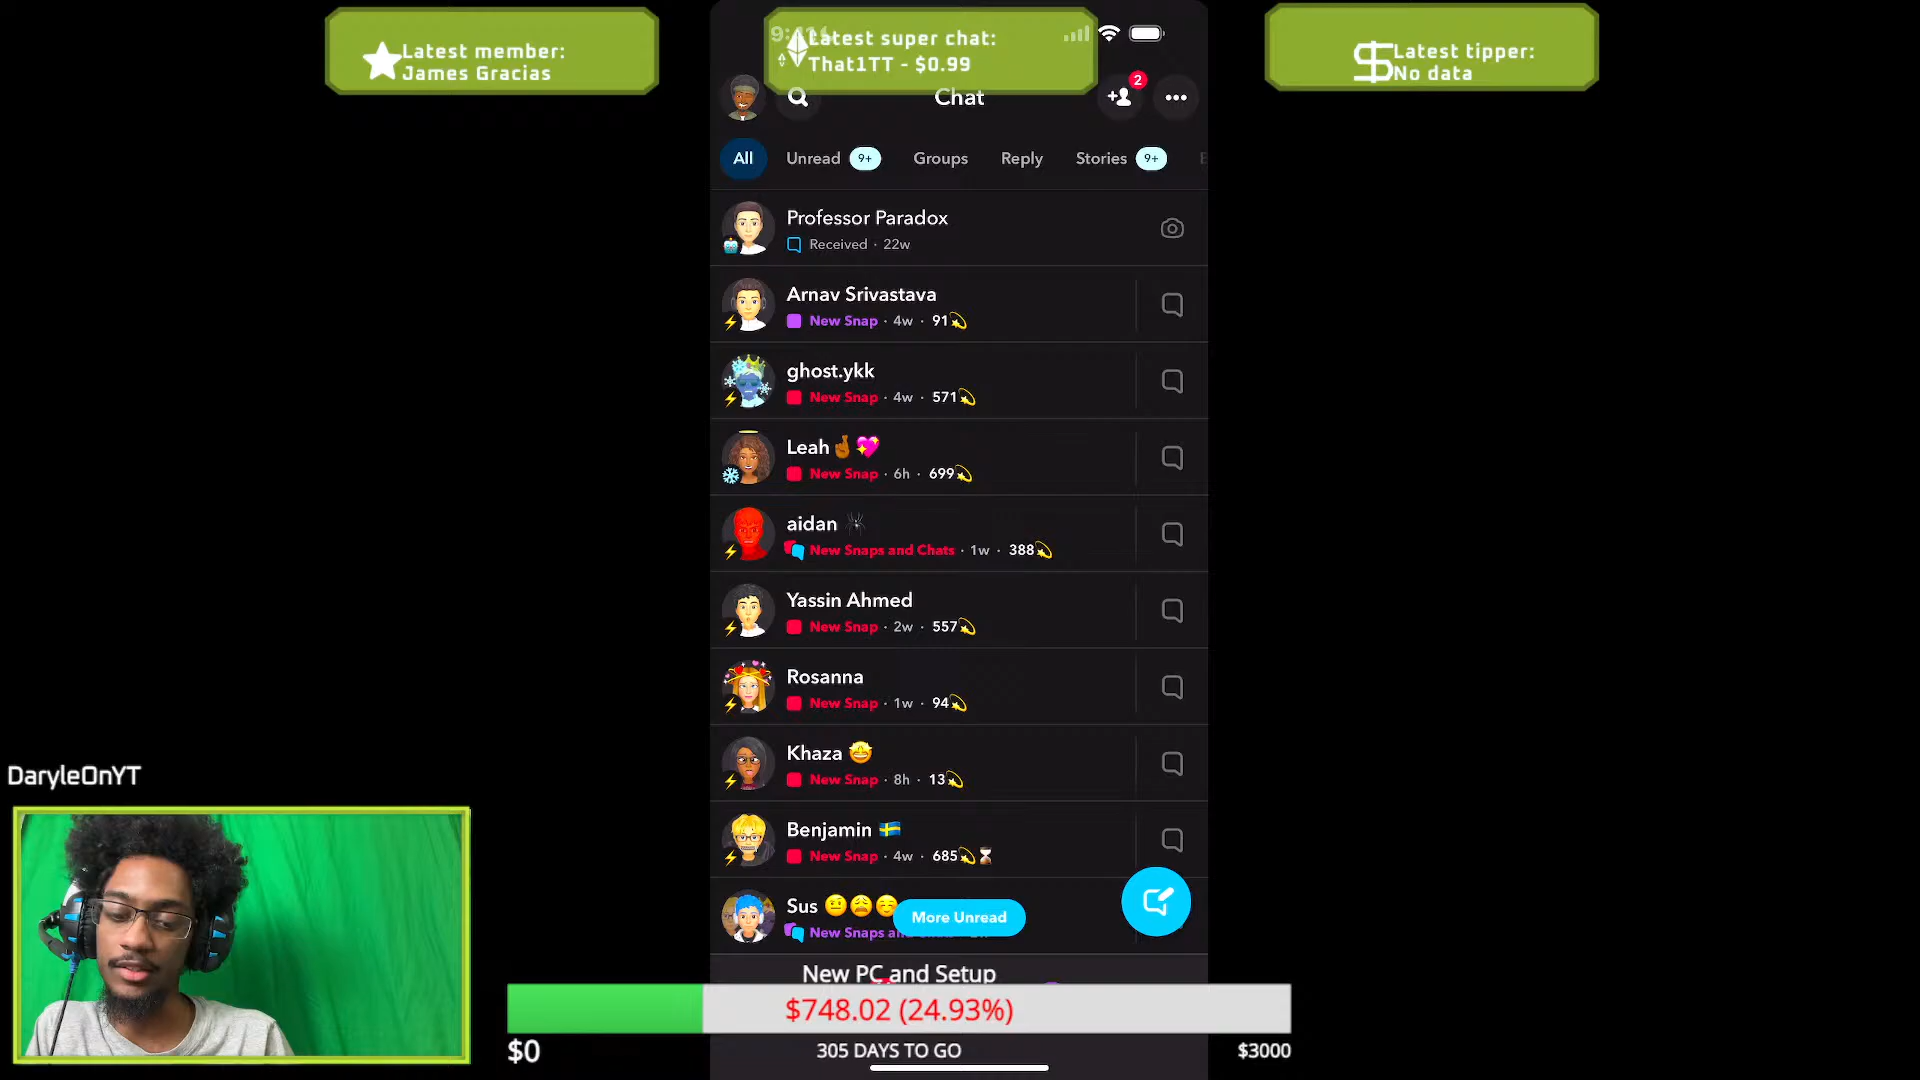 Latest member:
James Gracias
Latest super chat:
That1TT - $0.99
Latest tipper:
No data
2
Chat
All
Unread 9+
Groups
Reply
Stories 9+
Professor Paradox
Received · 22w
Arnav Srivastava
New Snap · 4w · 91💫
ghost.ykk
New Snap · 4w · 571💫
Leah🤞🏾💖
New Snap · 6h · 699💫
aidan 🕷
New Snaps and Chats · 1w · 388💫
Yassin Ahmed
New Snap · 2w · 557💫
Rosanna
New Snap · 1w · 94💫
Khaza 🤩
New Snap · 8h · 13💫
Benjamin 🇸🇪
New Snap · 4w · 685💫⌛
Sus 😐😩☺️
More Unread
New Snaps
DaryleOnYT
New PC and Setup
$748.02 (24.93%)
$0
305 DAYS TO GO
$3000